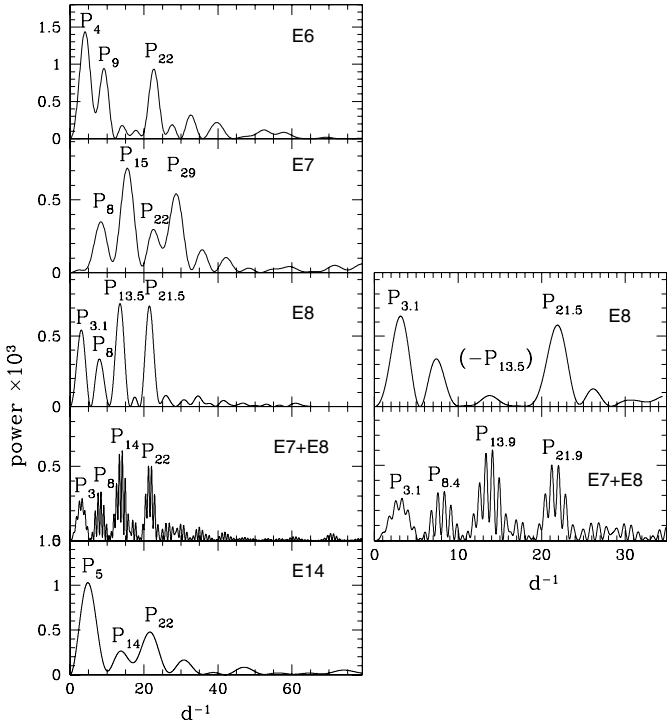 P4 P9 P22 E6
1.5
1
0.5
0
P8 P15 P22 P29 E7
0.5
0
P3.1 P8 P13.5 P21.5 E8
0.5
0
P3 P8 P14 P22 E7+E8
0.5
0
P5 P14 P22 E14
1.5
1
0.5
0
0 20 40 60
d−1
power ×103
P3.1 (−P13.5) P21.5 E8
P3.1 P8.4 P13.9 P21.9 E7+E8
0 10 20 30
d−1